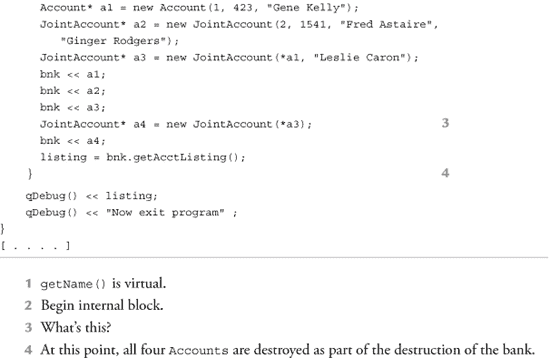 Account* a1 = new Account(1, 423, "Gene Kelly");
JointAccount* a2 = new JointAccount(2, 1541, "Fred Astaire",
"Ginger Rodgers");
JointAccount* a3 = new JointAccount(*a1, "Leslie Caron");
bnk << a1;
bnk << a2;
bnk << a3;
JointAccount* a4 = new JointAccount(*a3); 3
bnk << a4;
listing = bnk.getAcctListing();
} 4
qDebug() << listing;
qDebug() << "Now exit program" ;
}
[ . . . . ]
1 getName() is virtual.
2 Begin internal block.
3 What's this?
4 At this point, all four Accounts are destroyed as part of the destruction of the bank.